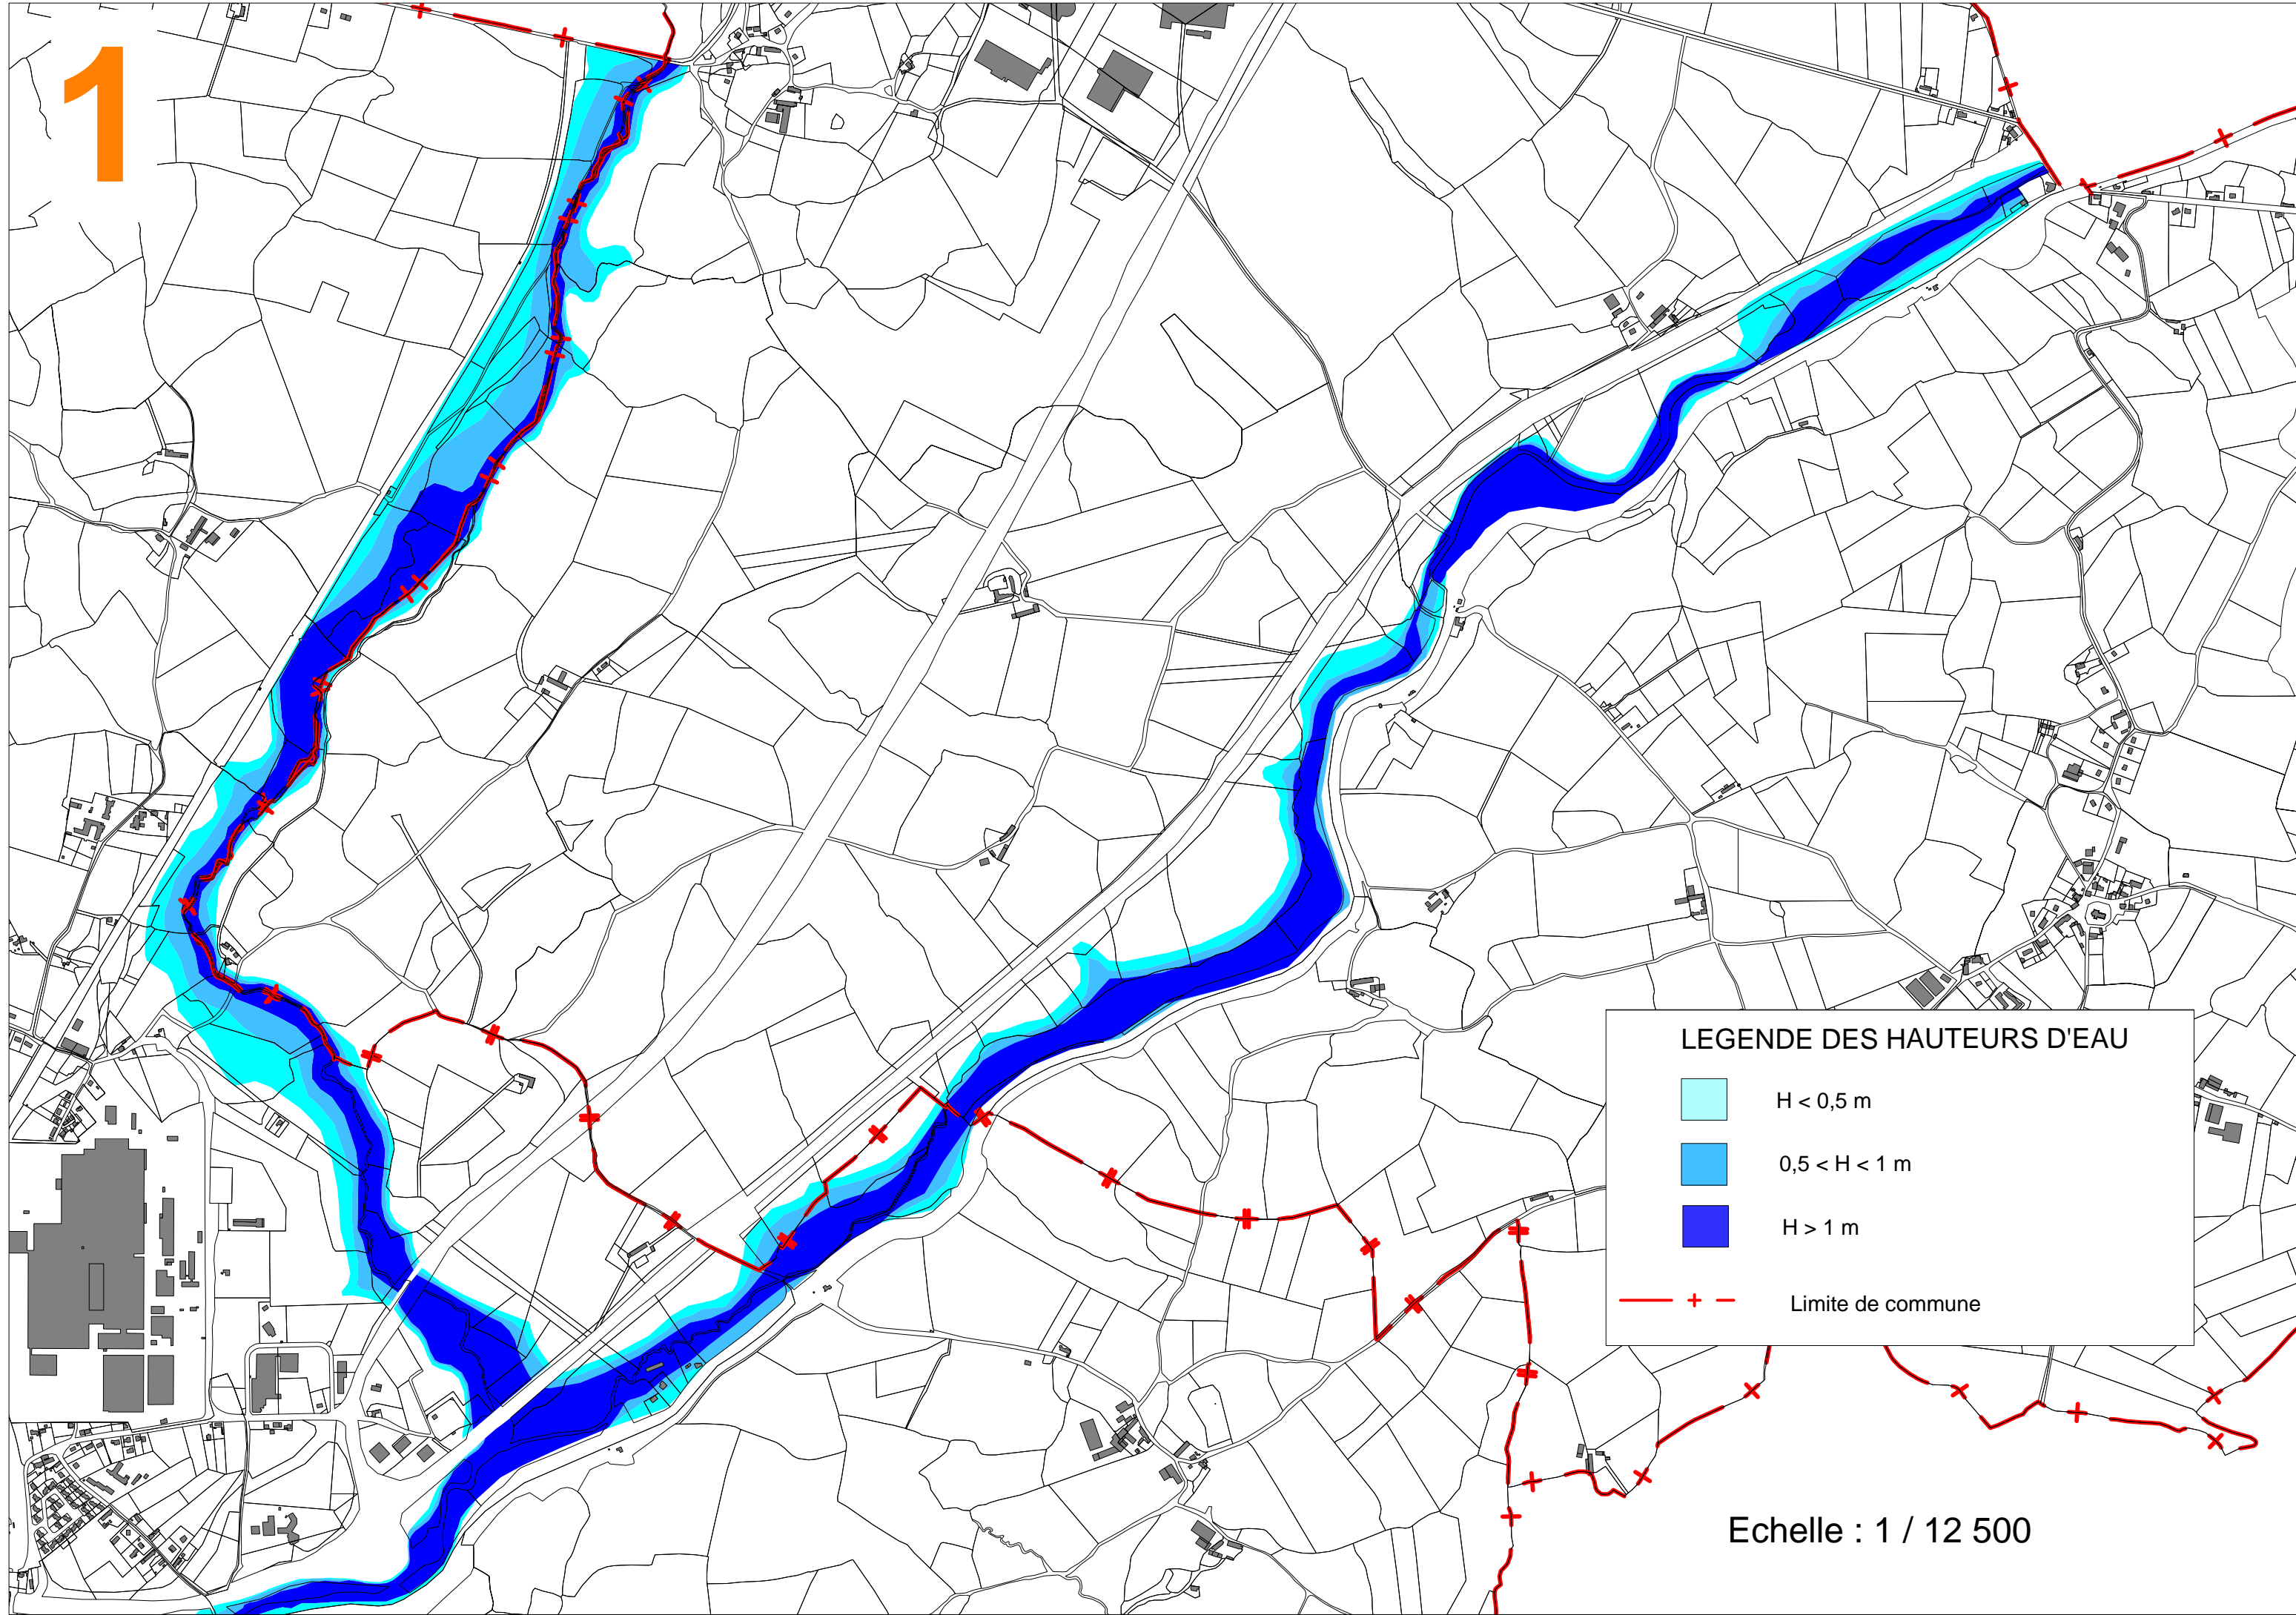 1
LEGENDE DES HAUTEURS D'EAU
H < 0,5 m
0,5 < H < 1 m
H > 1 m
Limite de commune
Echelle : 1 / 12 500